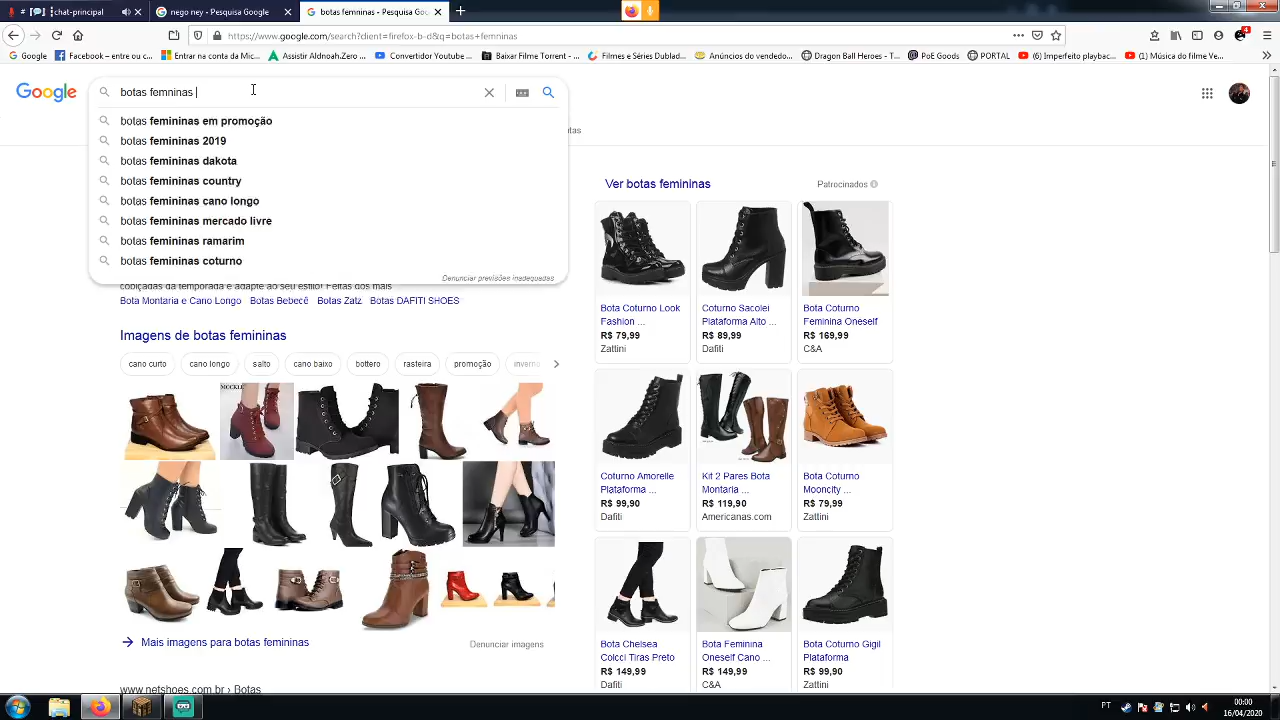 chat-principal
nego ney - Pesquisa Google
botas femninas - Pesquisa Goo
https://www.google.com/search?client=firefox-b-d&q=botas+femninas
Google
Facebook – entre ou c...
Entrar na conta da Mic...
Assistir Aldnoah.Zero...
Convertidor Youtube ...
Baixar Filme Torrent...
Filmes e Séries Dublad...
Anúncios do vendedo...
Dragon Ball Heroes - T...
PoE Goods
PORTAL
(6) Imperfeito playbac...
(1) Música do filme Ve...
Google
botas femninas
botas femininas em promoção
botas femininas 2019
botas femininas dakota
botas femininas country
botas femininas cano longo
botas femininas mercado livre
botas femininas ramarim
botas femininas coturno
Denunciar previsões inadequadas
cobiçadas da temporada e adapte ao seu estilo! Feitas dos mais
Bota Montaria e Cano Longo
Botas Bebecê
Botas Zatz
Botas DAFITI SHOES
Imagens de botas femininas
cano curto
cano longo
salto
cano baixo
bottero
rasteira
promoção
inverno
MOCKLE
Mais imagens para botas femininas
Denunciar imagens
www.netshoes.com.br › Botas
Ver botas femininas
Patrocinados
Bota Coturno Look
Fashion ...
R$ 79,99
Zattini
Coturno Sacolei
Plataforma Alto ...
R$ 89,99
Dafiti
Bota Coturno
Feminina Oneself
R$ 169,99
C&A
Coturno Amorelle
Plataforma ...
R$ 99,90
Dafiti
Kit 2 Pares Bota
Montaria ...
R$ 119,90
Americanas.com
Bota Coturno
Mooncity ...
R$ 79,99
Zattini
Bota Chelsea
Colcci Tiras Preto
R$ 149,99
Dafiti
Bota Feminina
Oneself Cano ...
R$ 149,99
C&A
Bota Coturno Gigil
Plataforma
R$ 99,90
Zattini
PT
00:00
16/04/2020